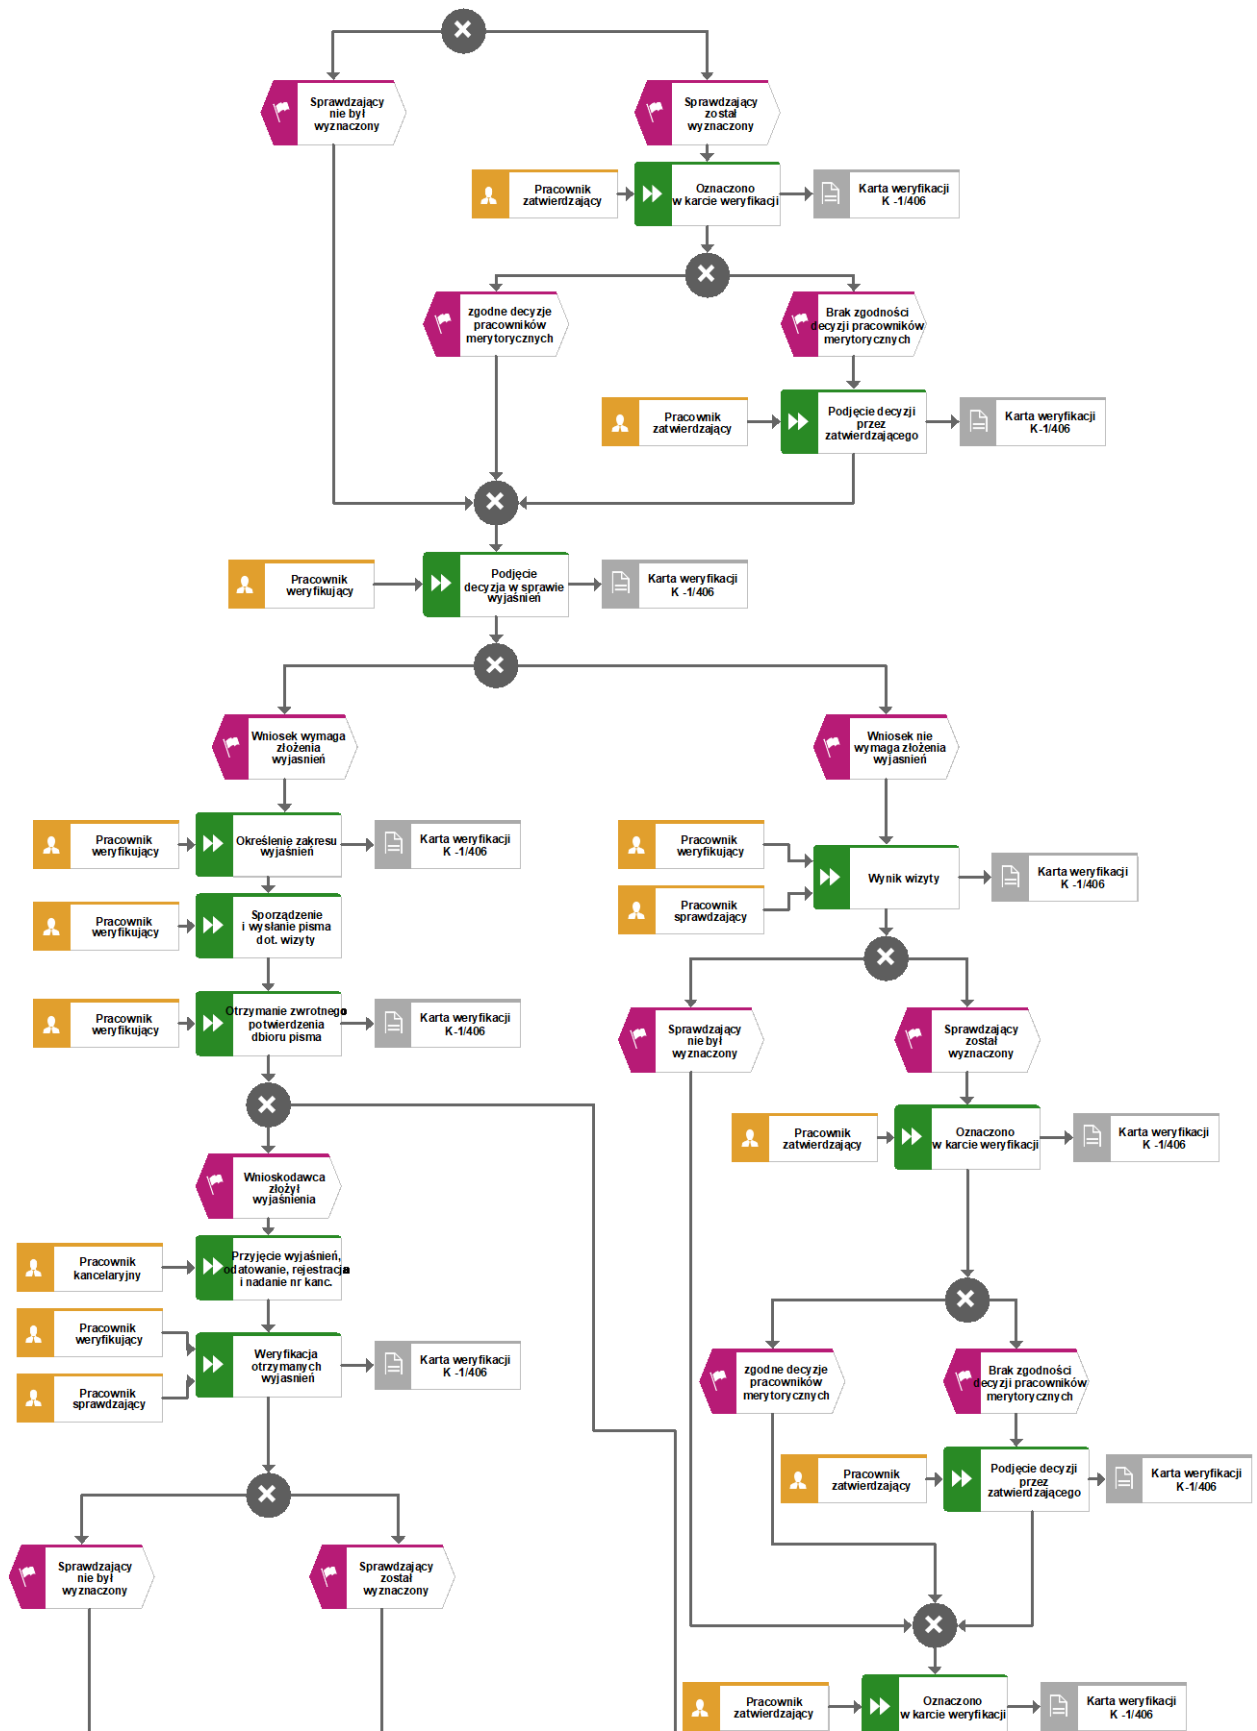 Sprawdzający
nie był
wyznaczony
Sprawdzający
został
wyznaczony
Pracownik
zatwierdzający
Oznaczono
w karcie weryfikacji
Karta weryfikacji
K -1/406
zgodne decyzje
pracowników
merytorycznych
Brak zgodności
decyzji pracowników
merytorycznych
Pracownik
zatwierdzający
Podjęcie decyzji
przez
zatwierdzającego
Karta weryfikacji
K-1/406
Pracownik
weryfikujący
Podjęcie
decyzja w sprawie
wyjaśnień
Karta weryfikacji
K -1/406
Wniosek wymaga
złożenia
wyjasnień
Wniosek nie
wymaga złożenia
wyjasnień
Pracownik
weryfikujący
Określenie zakresu
wyjaśnień
Karta weryfikacji
K -1/406
Pracownik
weryfikujący
Pracownik
sprawdzający
Wynik wizyty
Karta weryfikacji
K -1/406
Pracownik
weryfikujący
Sporządzenie
i wysłanie pisma
dot. wizyty
Pracownik
weryfikujący
Otrzymanie zwrotnego
potwierdzenia
dbioru pisma
Karta weryfikacji
K-1/406
Sprawdzający
nie był
wyznaczony
Sprawdzający
został
wyznaczony
Pracownik
zatwierdzający
Oznaczono
w karcie weryfikacji
Karta weryfikacji
K -1/406
Wnioskodawca
złożył
wyjaśnienia
Pracownik
kancelaryjny
Przyjęcie wyjaśnień,
odatowanie, rejestracja
i nadanie nr kanc.
Pracownik
weryfikujący
Pracownik
sprawdzający
Weryfikacja
otrzymanych
wyjasnień
Karta weryfikacji
K -1/406
zgodne decyzje
pracowników
merytorycznych
Brak zgodności
decyzji pracowników
merytorycznych
Pracownik
zatwierdzający
Podjęcie decyzji
przez
zatwierdzającego
Karta weryfikacji
K-1/406
Sprawdzający
nie był
wyznaczony
Sprawdzający
został
wyznaczony
Pracownik
zatwierdzający
Oznaczono
w karcie weryfikacji
Karta weryfikacji
K -1/406